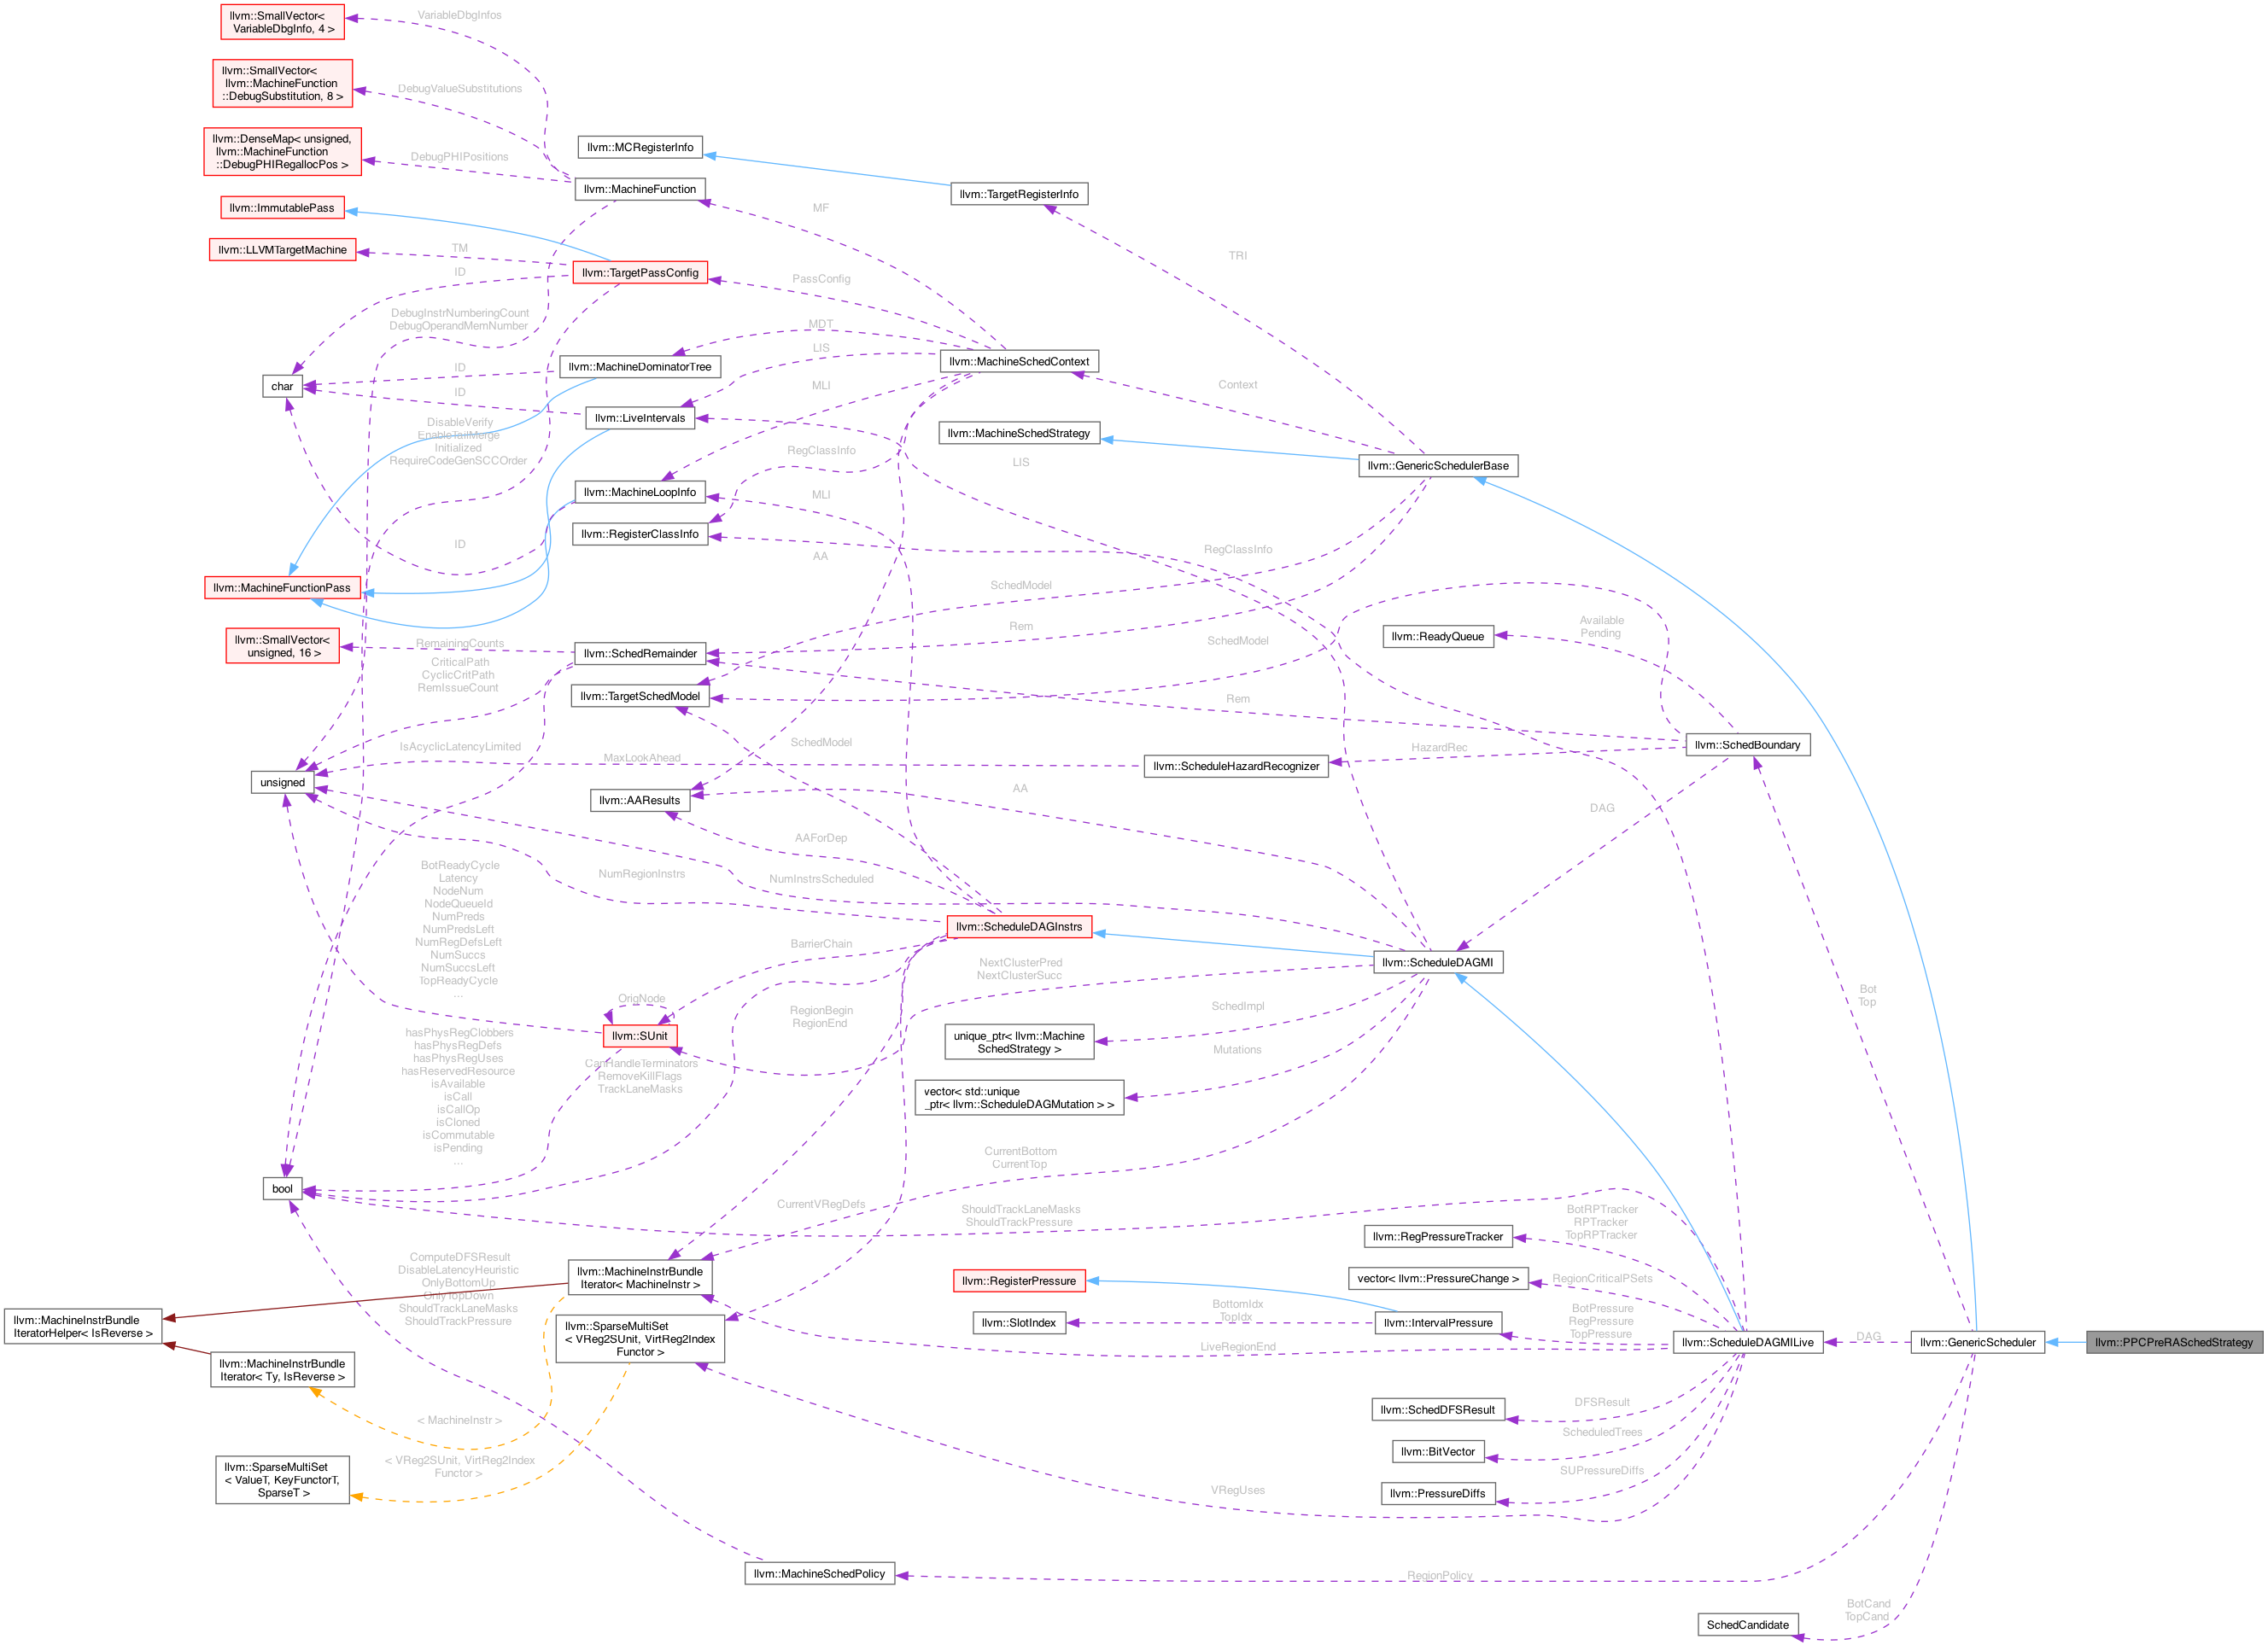 llvm::SmallVector<
VariableDbgInfo, 4 >
VariableDbgInfos
llvm::SmallVector<
llvm::MachineFunction
::DebugSubstitution, 8 >
DebugValueSubstitutions
llvm::DenseMap< unsigned,
llvm::MachineFunction
::DebugPHIRegallocPos >
DebugPHIPositions
llvm::MCRegisterInfo
llvm::MachineFunction
llvm::TargetRegisterInfo
llvm::ImmutablePass
MF
llvm::LLVMTargetMachine
TM
ID
llvm::TargetPassConfig
PassConfig
TRI
DebugInstrNumberingCount
DebugOperandMemNumber
MDT
LIS
llvm::MachineSchedContext
char
ID
ID
llvm::MachineDominatorTree
MLI
Context
llvm::LiveIntervals
DisableVerify
EnableTailMerge
Initialized
RequireCodeGenSCCOrder
llvm::MachineSchedStrategy
RegClassInfo
LIS
llvm::GenericSchedulerBase
llvm::MachineLoopInfo
MLI
llvm::RegisterClassInfo
ID
AA
RegClassInfo
llvm::MachineFunctionPass
SchedModel
Rem
SchedModel
llvm::SmallVector<
unsigned, 16 >
RemainingCounts
CriticalPath
CyclicCritPath
RemIssueCount
llvm::SchedRemainder
llvm::TargetSchedModel
llvm::ReadyQueue
Available
Pending
Rem
IsAcyclicLatencyLimited
SchedModel
MaxLookAhead
llvm::ScheduleHazardRecognizer
HazardRec
llvm::SchedBoundary
unsigned
llvm::AAResults
AA
DAG
AAForDep
BotReadyCycle
Latency
NodeNum
NodeQueueId
NumPreds
NumPredsLeft
NumRegDefsLeft
NumSuccs
NumSuccsLeft
TopReadyCycle
...
NumRegionInstrs
NumInstrsScheduled
llvm::ScheduleDAGInstrs
BarrierChain
NextClusterPred
NextClusterSucc
llvm::ScheduleDAGMI
OrigNode
llvm::SUnit
RegionBegin
RegionEnd
SchedImpl
unique_ptr< llvm::Machine
SchedStrategy >
Bot
Top
hasPhysRegClobbers
hasPhysRegDefs
hasPhysRegUses
hasReservedResource
isAvailable
isCall
isCallOp
isCloned
isCommutable
isPending
...
CanHandleTerminators
RemoveKillFlags
TrackLaneMasks
Mutations
vector< std::unique
_ptr< llvm::ScheduleDAGMutation > >
CurrentBottom
CurrentTop
bool
CurrentVRegDefs
ShouldTrackLaneMasks
ShouldTrackPressure
BotRPTracker
RPTracker
TopRPTracker
llvm::RegPressureTracker
ComputeDFSResult
DisableLatencyHeuristic
OnlyBottomUp
OnlyTopDown
ShouldTrackLaneMasks
ShouldTrackPressure
llvm::MachineInstrBundle
Iterator< MachineInstr >
llvm::RegisterPressure
vector< llvm::PressureChange >
RegionCriticalPSets
llvm::MachineInstrBundle
IteratorHelper< IsReverse >
llvm::SparseMultiSet
< VReg2SUnit, VirtReg2Index
Functor >
llvm::SlotIndex
BottomIdx
TopIdx
llvm::IntervalPressure
BotPressure
RegPressure
TopPressure
LiveRegionEnd
llvm::ScheduleDAGMILive
DAG
llvm::GenericScheduler
llvm::PPCPreRASchedStrategy
llvm::MachineInstrBundle
Iterator< Ty, IsReverse >
< MachineInstr >
llvm::SchedDFSResult
DFSResult
llvm::BitVector
ScheduledTrees
llvm::SparseMultiSet
< ValueT, KeyFunctorT,
SparseT >
< VReg2SUnit, VirtReg2Index
Functor >
VRegUses
llvm::PressureDiffs
SUPressureDiffs
llvm::MachineSchedPolicy
RegionPolicy
SchedCandidate
BotCand
TopCand